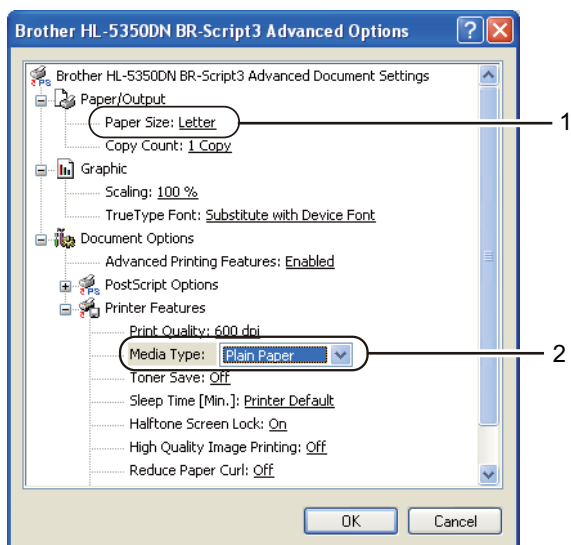 Brother HL-5350DN BR-Script3 Advanced Options
Brother HL-5350DN BR-Script3 Advanced Document Settings
Paper/Output
Paper Size: Letter
1
Copy Count: 1 Copy
Graphic
Scaling: 100 %
TrueType Font: Substitute with Device Font
Document Options
Advanced Printing Features: Enabled
PostScript Options
Printer Features
Print Quality: 600 dpi
Media Type: Plain Paper
2
Toner Save: Off
Sleep Time [Min.]: Printer Default
Halftone Screen Lock: On
High Quality Image Printing: Off
Reduce Paper Curl: Off
OK Cancel